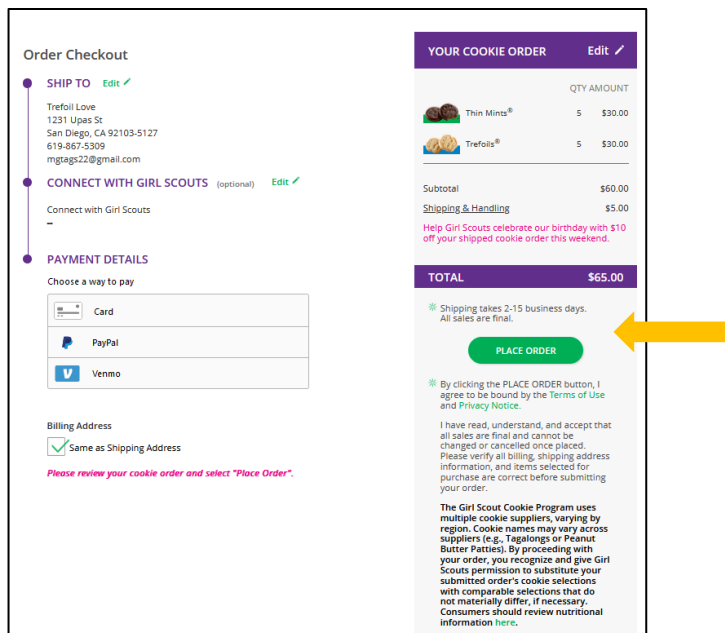 Order Checkout
SHIP TO Edit
Trefoil Love
1231 Upas St
San Diego, CA 92103-5127
619-867-5309
mgtags22@gmail.com
CONNECT WITH GIRL SCOUTS (optional) Edit
Connect with Girl Scouts
–
PAYMENT DETAILS
Choose a way to pay
Card
PayPal
Venmo
Billing Address
Same as Shipping Address
Please review your cookie order and select "Place Order".
YOUR COOKIE ORDER Edit
QTY AMOUNT
Thin Mints® 5 $30.00
Trefoils® 5 $30.00
Subtotal $60.00
Shipping & Handling $5.00
Help Girl Scouts celebrate our birthday with $10
off your shipped cookie order this weekend.
TOTAL $65.00
Shipping takes 2-15 business days.
All sales are final.
PLACE ORDER
By clicking the PLACE ORDER button, I
agree to be bound by the Terms of Use
and Privacy Notice.
I have read, understand, and accept that
all sales are final and cannot be
changed or cancelled once placed.
Please verify all billing, shipping address
information, and items selected for
purchase are correct before submitting
your order.
The Girl Scout Cookie Program uses
multiple cookie suppliers, varying by
region. Cookie names may vary across
suppliers (e.g., Tagalongs or Peanut
Butter Patties). By proceeding with
your order, you recognize and give Girl
Scouts permission to substitute your
submitted order's cookie selections
with comparable selections that do
not materially differ, if necessary.
Consumers should review nutritional
information here.